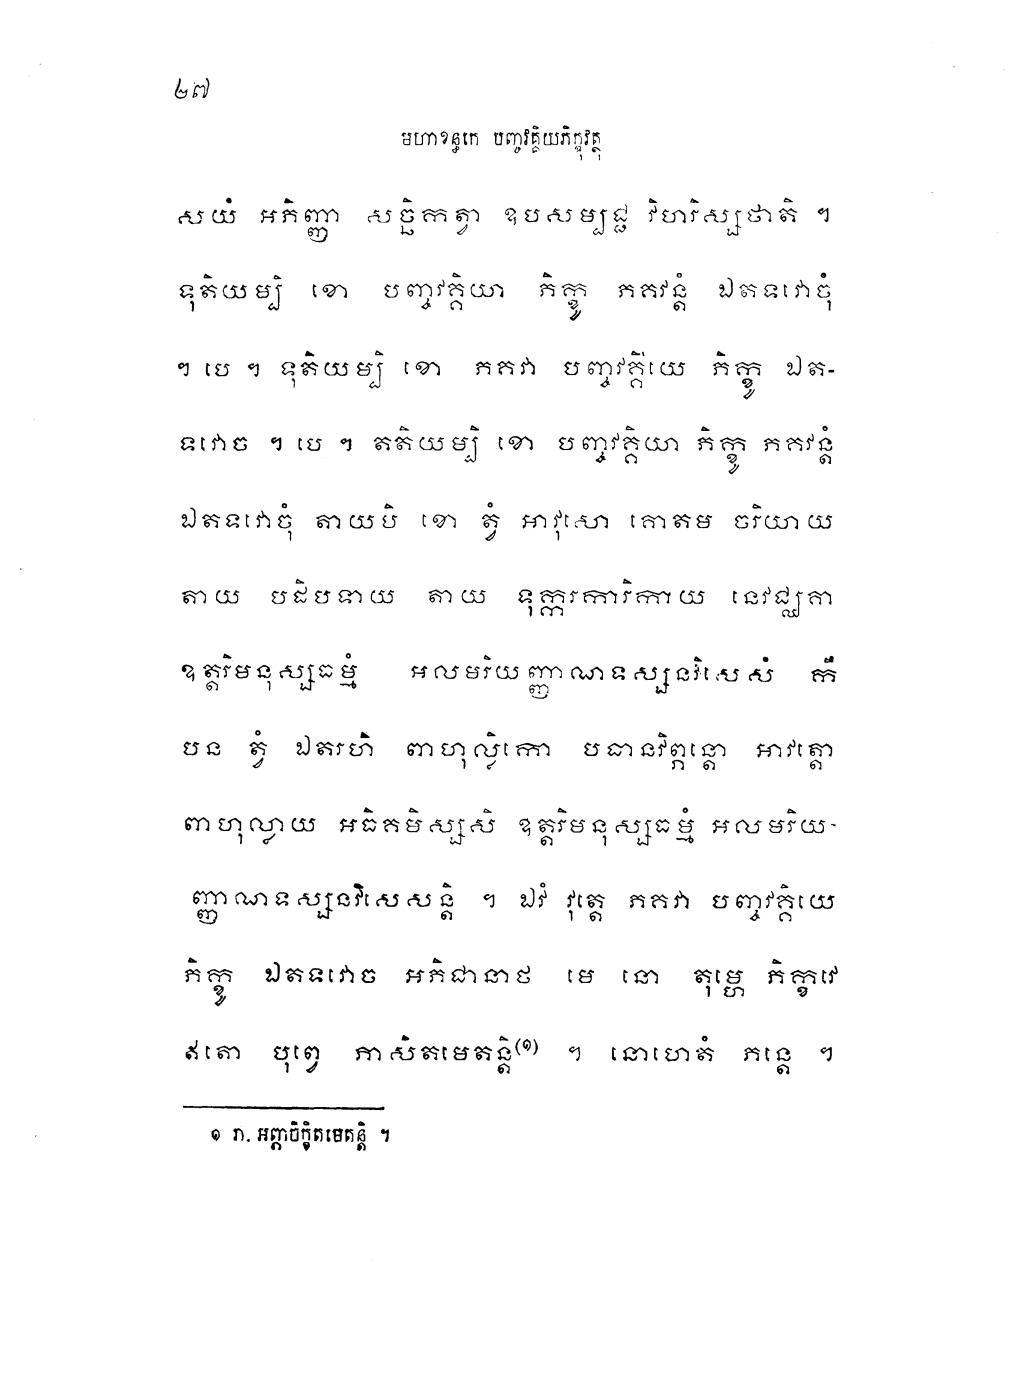 ២៧
មហាខន្ធកេ បញ្ចវគ្គិយភិក្ខុវត្ថុ
សយំ អភិញ្ញា សច្ឆិកត្វា ឧបសម្បជ្ជ វិហរិស្សថាតិ ។
ទុតិយម្បិ ខោ បញ្ចវគ្គិយា ភិក្ខូ ភគវន្តំ ឯតទវោចុំ
។ បេ ។ ទុតិយម្បិ ខោ ភគវា បញ្ចវគ្គិយេ ភិក្ខូ ឯត-
ទវោច ។ បេ ។ តតិយម្បិ ខោ បញ្ចវគ្គិយា ភិក្ខូ ភគវន្តំ
ឯតទវោចុំ តាយបិ ខោ ត្វំ អាវុសោ គោតម ចរិយាយ
តាយ បដិបទាយ តាយ ទុក្ករការិកាយ នេវជ្ឈគា
ឧត្តរិមនុស្សធម្មំ អលមរិយញ្ញាណទស្សនវិសេសំ កឹ
បន ត្វំ ឯតរហិ ពាហុល្លិកោ បធានវិព្ភន្តោ អាវត្តោ
ពាហុល្លាយ អធិគមិស្សសិ ឧត្តរិមនុស្សធម្មំ អលមរិយ-
ញ្ញាណទស្សនវិសេសន្តិ ។ ឯវំ វុត្តេ ភគវា បញ្ចវគ្គិយេ
ភិក្ខូ ឯតទវោច អភិជានាថ មេ នោ តុម្ហេ ភិក្ខវេ
ឥតោ បុព្វេ ភាសិតមេតន្តិ(១) ។ នោហេតំ ភន្តេ ។
១ រា. អព្ភាចិក្ខិតមេតន្តិ ។